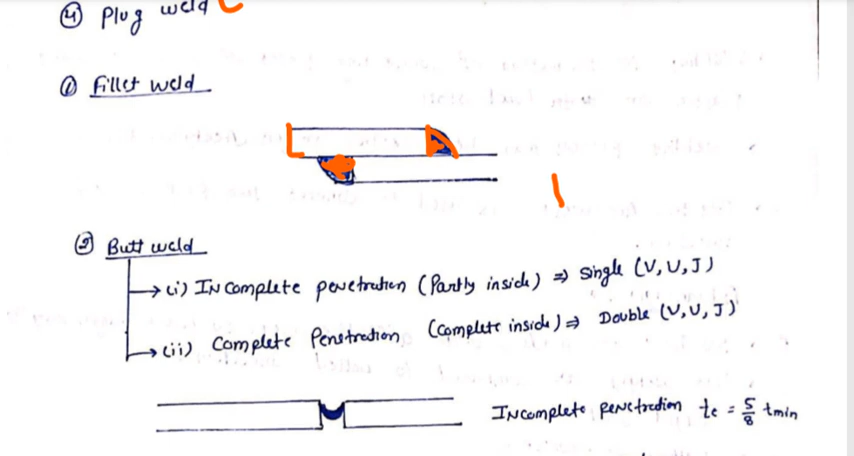 ④ Plug weld
① Fillet weld
② Butt weld
→ (i) INcomplete penetration (Partly inside) ⇒ Single (V, U, J)
→ (ii) Complete Penetration (Complete inside) ⇒ Double (V, U, J)
INcomplete penetration te = 5/8 tmin